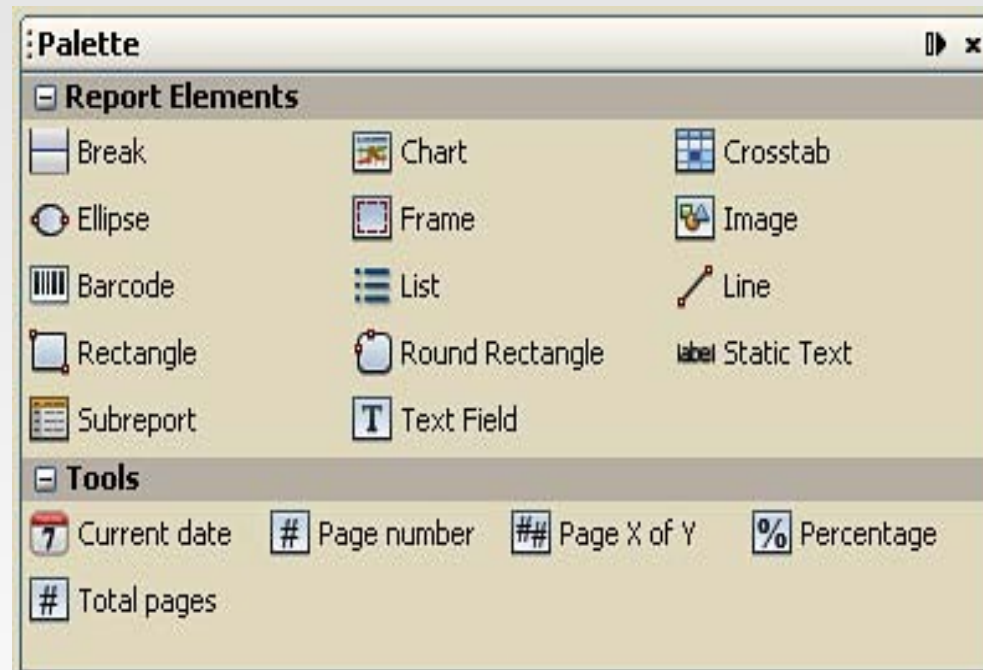 Palette
Report Elements
Break Chart Crosstab
Ellipse Frame Image
Barcode List Line
Rectangle Round Rectangle label Static Text
Subreport T Text Field
Tools
7 Current date # Page number ## Page X of Y % Percentage
# Total pages